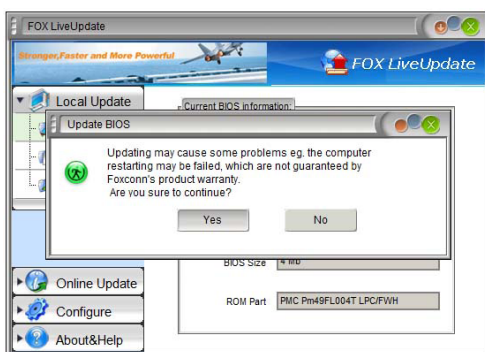 FOX LiveUpdate
Stronger,Faster and More Powerful
FOX LiveUpdate
Local Update
Current BIOS information:
Update BIOS
Updating may cause some problems eg. the computer
restarting may be failed, which are not guaranteed by
Foxconn's product warranty.
Are you sure to continue?
Yes
No
BIOS Size
4 mb
Online Update
ROM Part
PMC Pm49FL004T LPC/FWH
Configure
About&Help